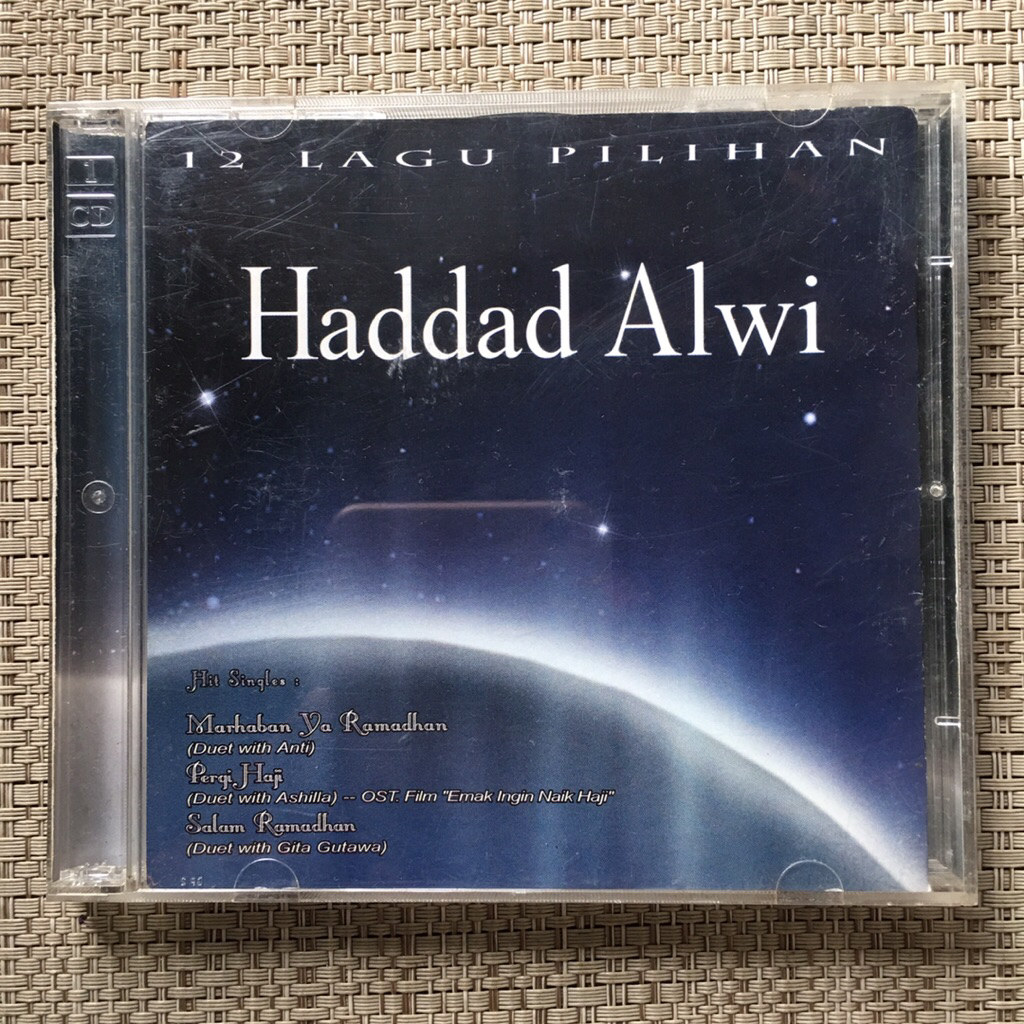 12 LAGU PILIHAN
1
CD
Haddad Alwi
Hit Singles :
Marhaban Ya Ramadhan
(Duet with Anti)
Pergi Haji
(Duet with Ashilla) -- OST. Film "Emak Ingin Naik Haji"
Salam Ramadhan
(Duet with Gita Gutawa)